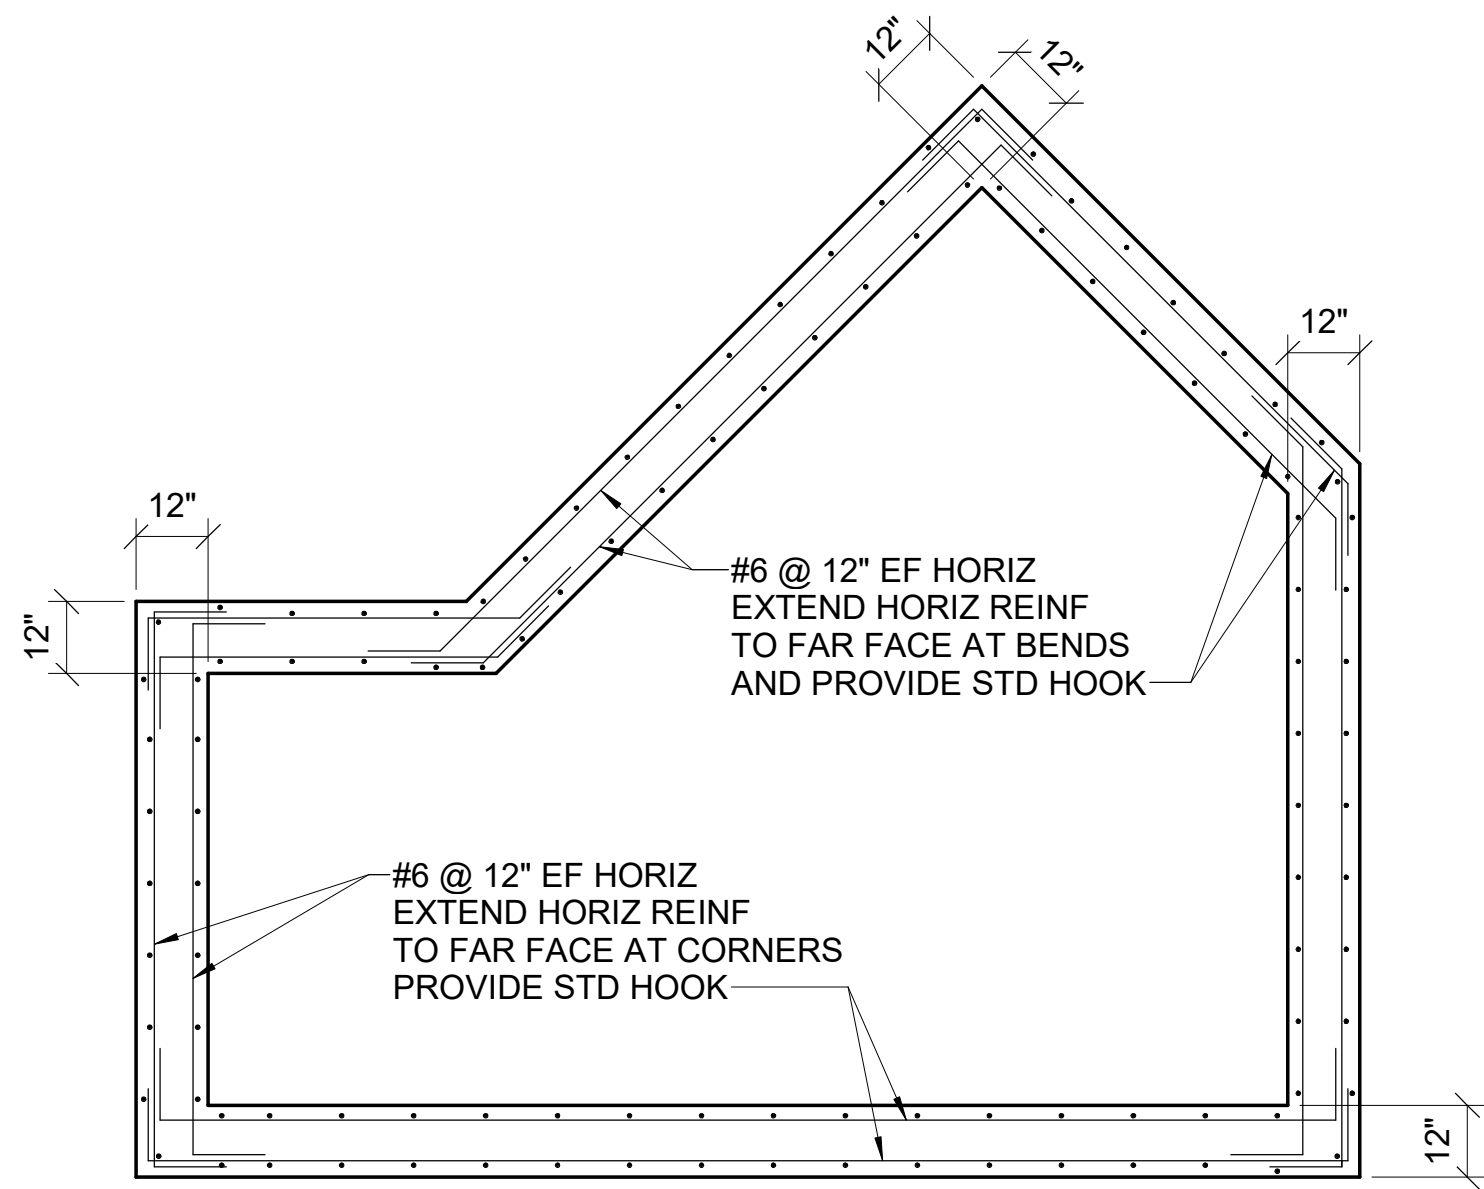 12"
12"
12"
12"
12"
#6 @ 12" EF HORIZ
EXTEND HORIZ REINF
TO FAR FACE AT BENDS
AND PROVIDE STD HOOK
#6 @ 12" EF HORIZ
EXTEND HORIZ REINF
TO FAR FACE AT CORNERS
PROVIDE STD HOOK
12"